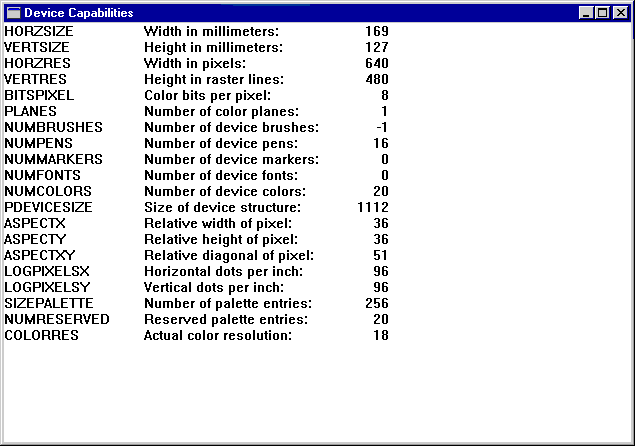 Device Capabilities
HORZSIZE Width in millimeters: 169
VERTSIZE Height in millimeters: 127
HORZRES Width in pixels: 640
VERTRES Height in raster lines: 480
BITSPIXEL Color bits per pixel: 8
PLANES Number of color planes: 1
NUMBRUSHES Number of device brushes: -1
NUMPENS Number of device pens: 16
NUMMARKERS Number of device markers: 0
NUMFONTS Number of device fonts: 0
NUMCOLORS Number of device colors: 20
PDEVICESIZE Size of device structure: 1112
ASPECTX Relative width of pixel: 36
ASPECTY Relative height of pixel: 36
ASPECTXY Relative diagonal of pixel: 51
LOGPIXELSX Horizontal dots per inch: 96
LOGPIXELSY Vertical dots per inch: 96
SIZEPALETTE Number of palette entries: 256
NUMRESERVED Reserved palette entries: 20
COLORRES Actual color resolution: 18